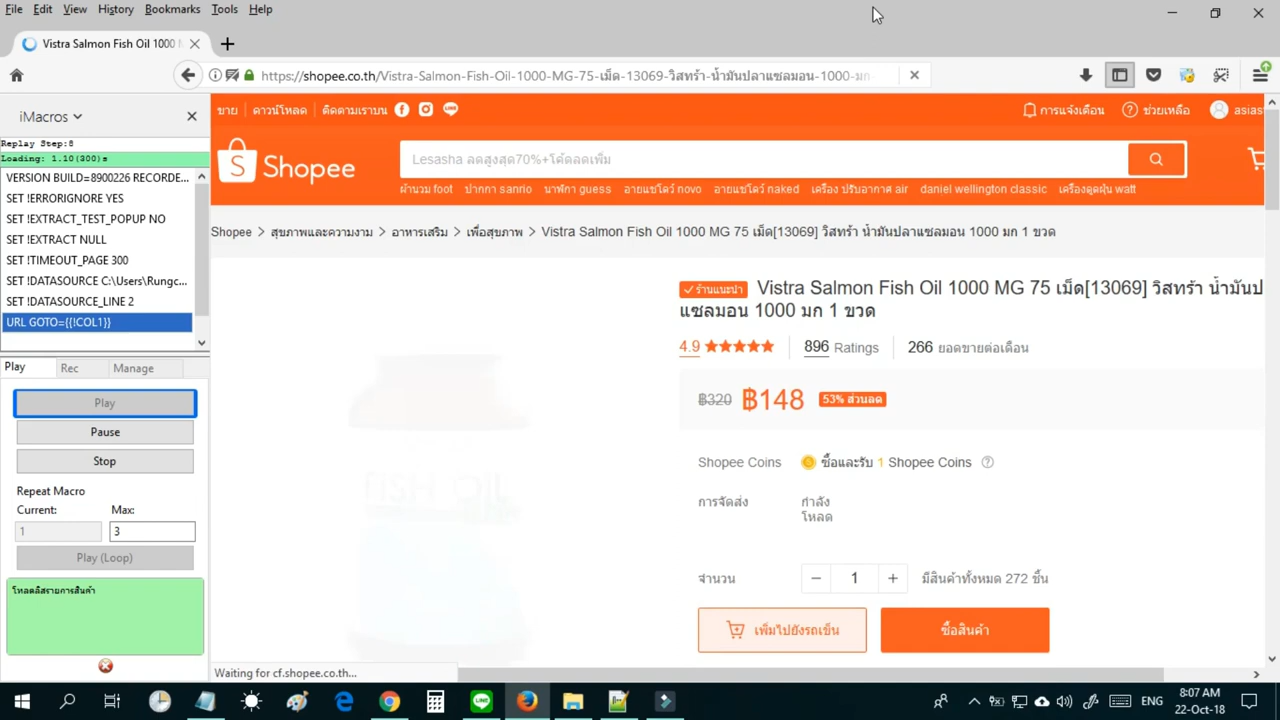 File Edit View History Bookmarks Tools Help
Vistra Salmon Fish Oil 1000
https://shopee.co.th/Vistra-Salmon-Fish-Oil-1000-MG-75-เม็ด-13069-วิสทร้า-น้ำมันปลาแซลมอน-1000-มก-
iMacros
Replay Step:8
Loading: 1.10(300)s
VERSION BUILD=8900226 RECORDE...
SET !ERRORIGNORE YES
SET !EXTRACT_TEST_POPUP NO
SET !EXTRACT NULL
SET !TIMEOUT_PAGE 300
SET !DATASOURCE C:\Users\Rungc...
SET !DATASOURCE_LINE 2
URL GOTO={{!COL1}}
Play Rec Manage
Play
Pause
Stop
Repeat Macro
Current: Max:
1 3
Play (Loop)
โหลดลิสรายการสินค้า
ขาย ดาวน์โหลด ติดตามเราบน
การแจ้งเตือน ช่วยเหลือ asias
Shopee
Lesasha ลดสูงสุด70%+โค้ดลดเพิ่ม
ผ้านวม foot ปากกา sanrio นาฬิกา guess อายแชโดว์ novo อายแชโดว์ naked เครื่อง ปรับอากาศ air daniel wellington classic เครื่องดูดฝุ่น watt
Shopee > สุขภาพและความงาม > อาหารเสริม > เพื่อสุขภาพ > Vistra Salmon Fish Oil 1000 MG 75 เม็ด[13069] วิสทร้า น้ำมันปลาแซลมอน 1000 มก 1 ขวด
ร้านแนะนำ Vistra Salmon Fish Oil 1000 MG 75 เม็ด[13069] วิสทร้า น้ำมันป
แซลมอน 1000 มก 1 ขวด
4.9 896 Ratings 266 ยอดขายต่อเดือน
฿320 ฿148 53% ส่วนลด
Shopee Coins ซื้อและรับ 1 Shopee Coins
การจัดส่ง กำลัง
โหลด
FISH OIL
จำนวน 1 มีสินค้าทั้งหมด 272 ชิ้น
เพิ่มไปยังรถเข็น ซื้อสินค้า
Waiting for cf.shopee.co.th...
ENG
8:07 AM
22-Oct-18